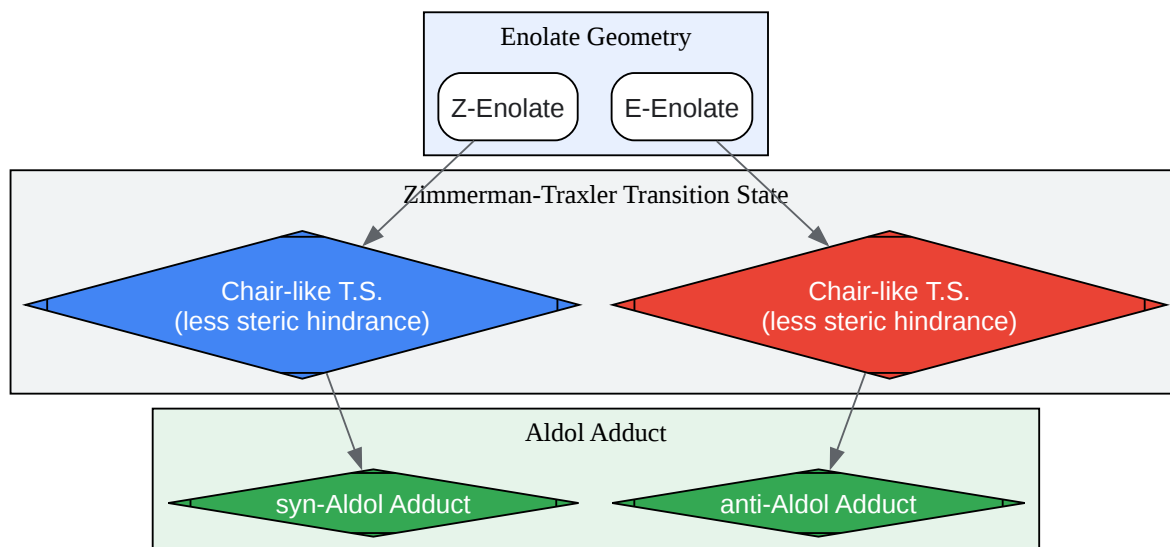 Enolate Geometry
Z-Enolate
E-Enolate
Zimmerman-Traxler Transition State
Chair-like T.S.
(less steric hindrance)
Chair-like T.S.
(less steric hindrance)
Aldol Adduct
syn-Aldol Adduct
anti-Aldol Adduct